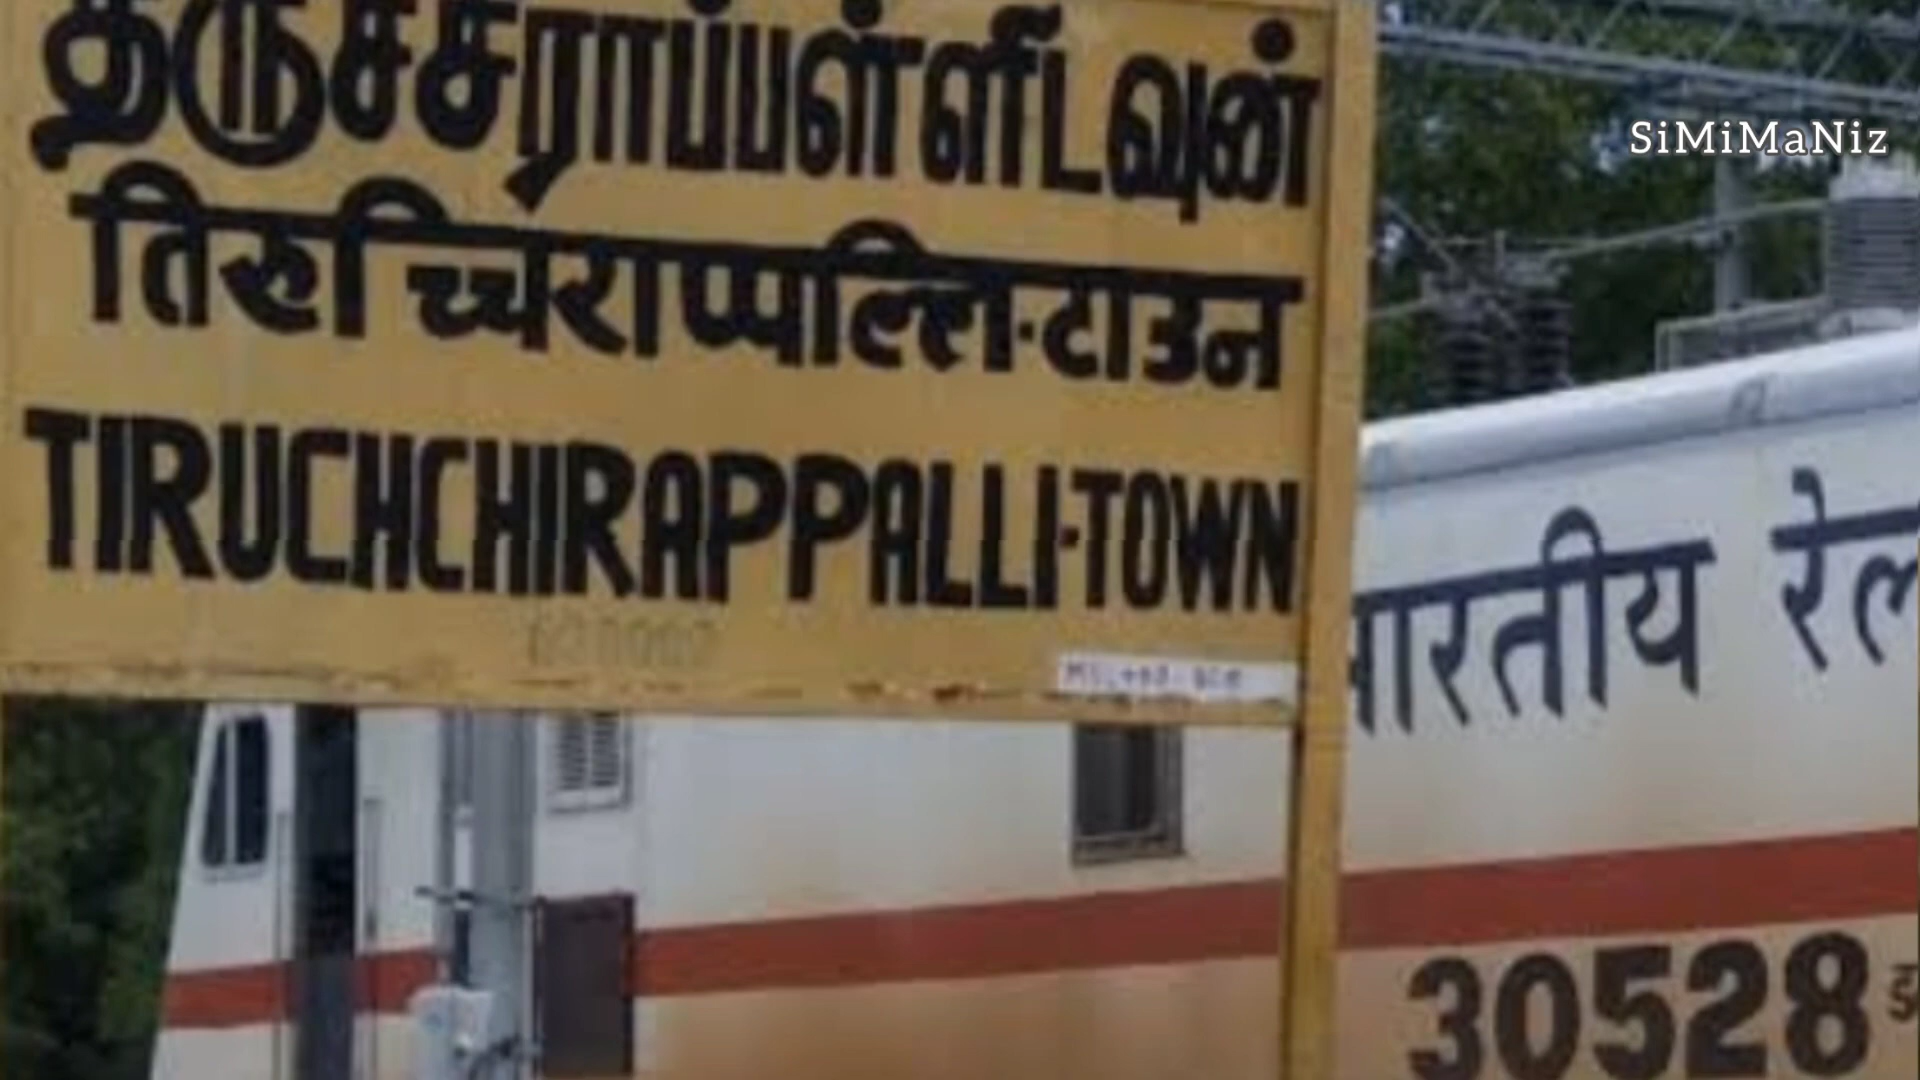 திருச்சிராப்பள்ளி டவுன்
SiMiMaNiz
तिरुच्चिराप्पल्लि-टाउन
TIRUCHCHIRAPPALLI-TOWN
भारतीय रेल
30528